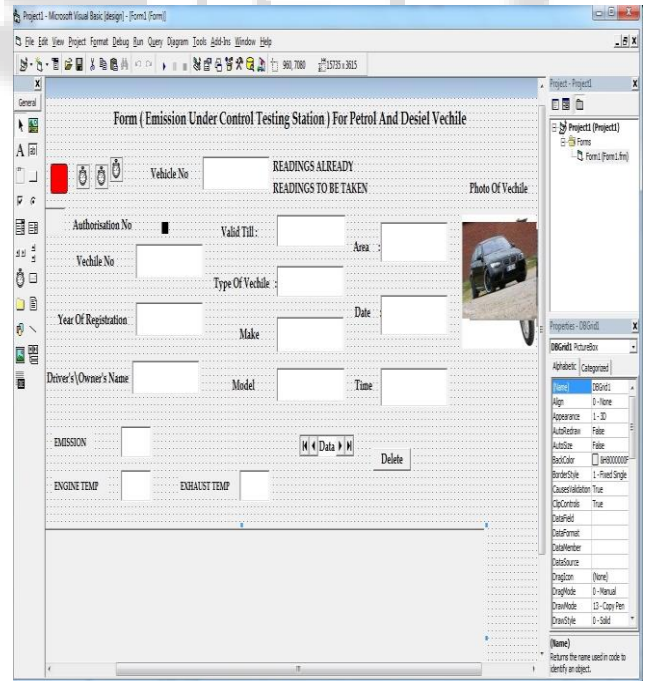 Project1 - Microsoft Visual Basic [design] - [Form1 (Form)]
File Edit View Project Format Debug Run Query Diagram Tools Add-Ins Window Help
960, 7080 15735 x 3615
General
Form ( Emission Under Control Testing Station ) For Petrol And Desiel Vechile
Vehicle No
READINGS ALREADY
READINGS TO BE TAKEN
Photo Of Vechile
Authorisation No
Valid Till :
Area :
Vechile No
Type Of Vechile :
Year Of Registration
Date :
Make
Driver's\Owner's Name
Model
Time
EMISSION
Data
Delete
ENGINE TEMP
EXHAUST TEMP
Project - Project1
Project1 (Project1)
Forms
Form1 (Form1.frm)
Properties - DBGrid1
DBGrid1 PictureBox
Alphabetic Categorized
(Name) DBGrid1
Align 0 - None
Appearance 1 - 3D
AutoRedraw False
AutoSize False
BackColor &H8000000F
BorderStyle 1 - Fixed Single
CausesValidation True
ClipControls True
DataField
DataFormat
DataMember
DataSource
DragIcon (None)
DragMode 0 - Manual
DrawMode 13 - Copy Pen
DrawStyle 0 - Solid
(Name)
Returns the name used in code to
identify an object.